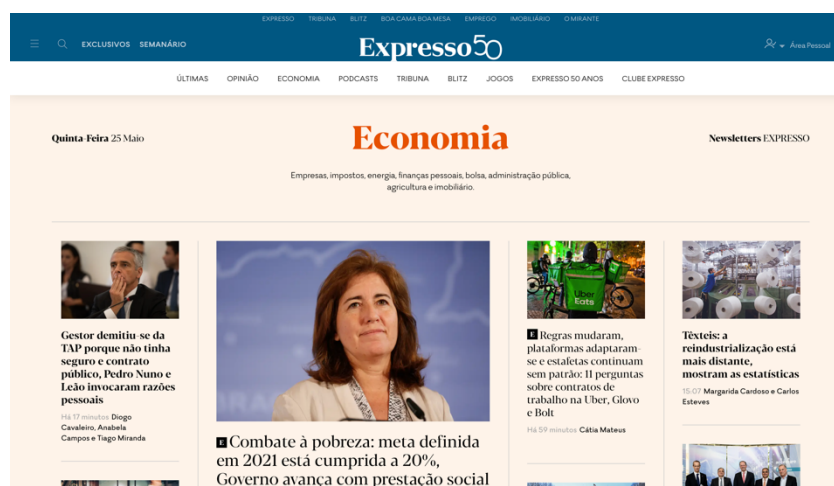 EXPRESSO TRIBUNA BLITZ BOA CAMA BOA MESA EMPREGO IMOBILIÁRIO O MIRANTE
EXCLUSIVOS SEMANÁRIO
Expresso50
Área Pessoal
ÚLTIMAS OPINIÃO ECONOMIA PODCASTS TRIBUNA BLITZ JOGOS EXPRESSO 50 ANOS CLUBE EXPRESSO
Quinta-Feira 25 Maio
Economia
Newsletters EXPRESSO
Empresas, impostos, energia, finanças pessoais, bolsa, administração pública,
agricultura e imobiliário.
Gestor demitiu-se da
TAP porque não tinha
seguro e contrato
público, Pedro Nuno e
Leão invocaram razões
pessoais
Há 17 minutos Diogo
Cavaleiro, Anabela
Campos e Tiago Miranda
E Combate à pobreza: meta definida
em 2021 está cumprida a 20%,
Governo avança com prestação social
Uber
Eats
E Regras mudaram,
plataformas adaptaram-
se e estafetas continuam
sem patrão: 11 perguntas
sobre contratos de
trabalho na Uber, Glovo
e Bolt
Há 59 minutos Cátia Mateus
Têxteis: a
reindustrialização está
mais distante,
mostram as estatísticas
15:07 Margarida Cardoso e Carlos
Esteves